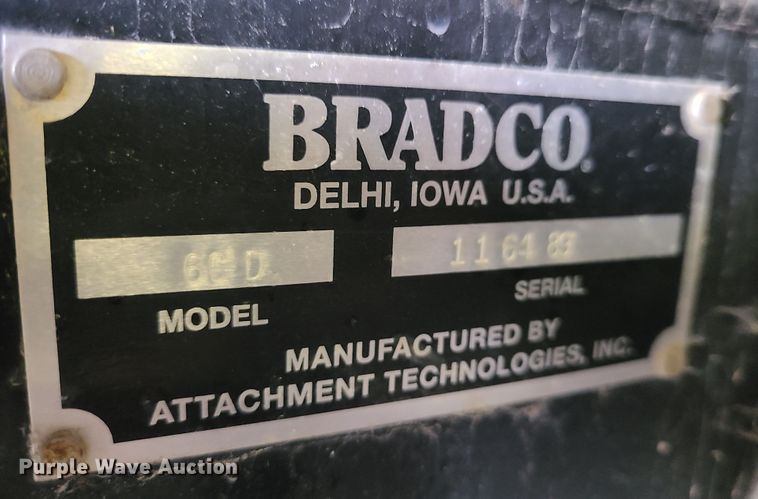 BRADCO®
DELHI, IOWA U.S.A.
MODEL
SERIAL
MANUFACTURED BY
ATTACHMENT TECHNOLOGIES, INC.
Purple Wave Auction